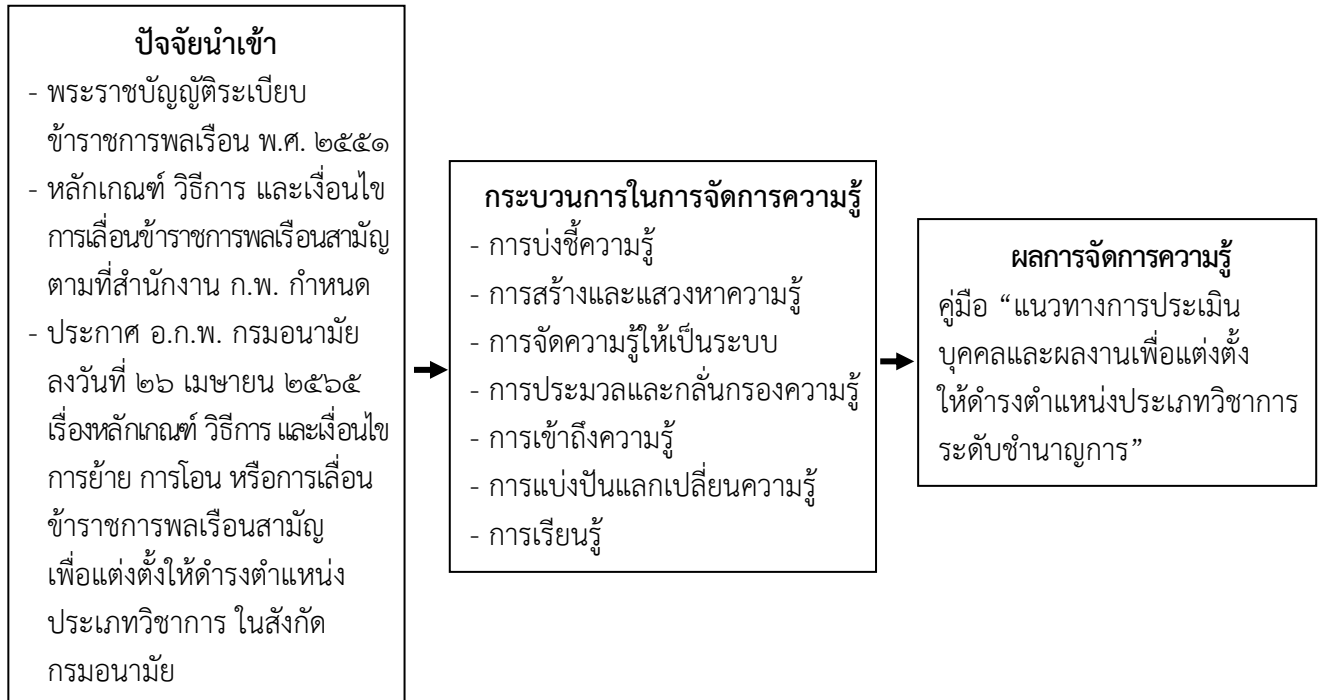 ปัจจัยนำเข้า
- พระราชบัญญัติระเบียบ
ข้าราชการพลเรือน พ.ศ. ๒๕๕๑
- หลักเกณฑ์ วิธีการ และเงื่อนไข
การเลื่อนข้าราชการพลเรือนสามัญ
ตามที่สำนักงาน ก.พ. กำหนด
- ประกาศ อ.ก.พ. กรมอนามัย
ลงวันที่ ๒๖ เมษายน ๒๕๖๕
เรื่องหลักเกณฑ์ วิธีการ และเงื่อนไข
การย้าย การโอน หรือการเลื่อน
ข้าราชการพลเรือนสามัญ
เพื่อแต่งตั้งให้ดำรงตำแหน่ง
ประเภทวิชาการ ในสังกัด
กรมอนามัย
กระบวนการในการจัดการความรู้
- การบ่งชี้ความรู้
- การสร้างและแสวงหาความรู้
- การจัดความรู้ให้เป็นระบบ
- การประมวลและกลั่นกรองความรู้
- การเข้าถึงความรู้
- การแบ่งปันแลกเปลี่ยนความรู้
- การเรียนรู้
ผลการจัดการความรู้
คู่มือ “แนวทางการประเมิน
บุคคลและผลงานเพื่อแต่งตั้ง
ให้ดำรงตำแหน่งประเภทวิชาการ
ระดับชำนาญการ”